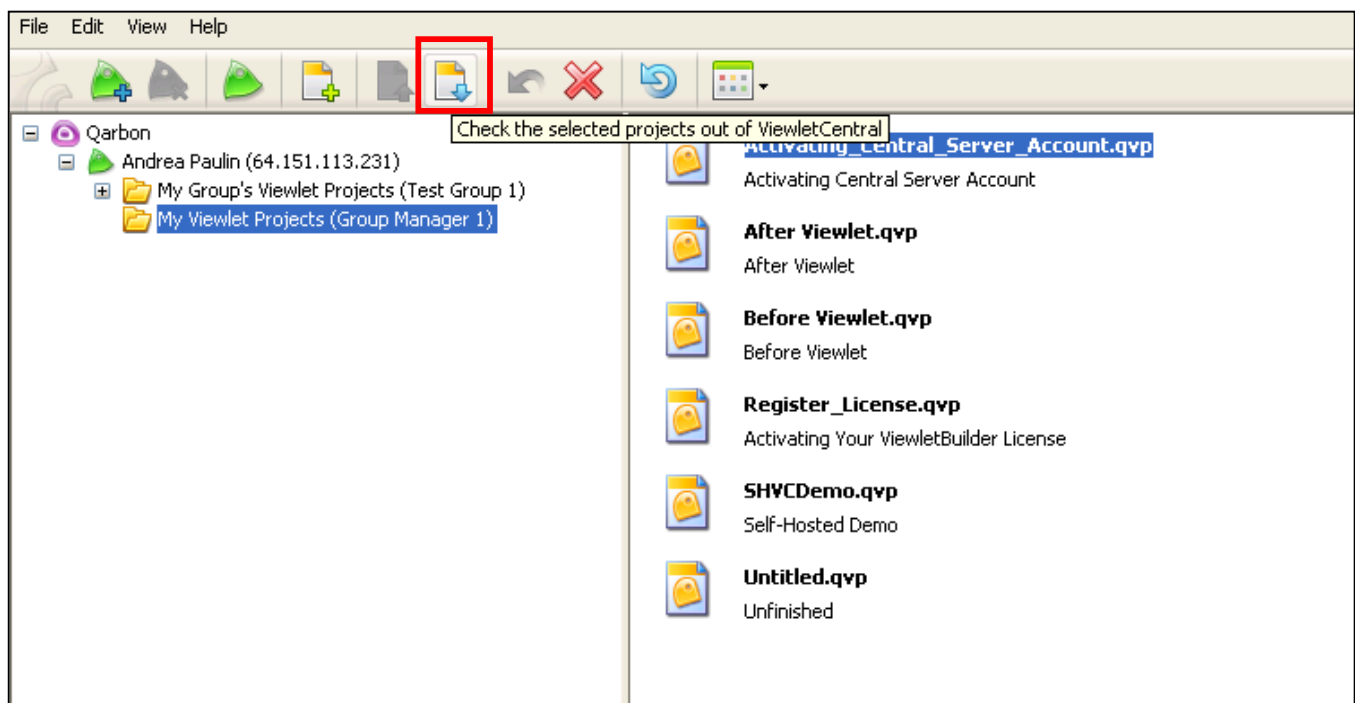 File Edit View Help
Check the selected projects out of ViewletCentral
Qarbon
Andrea Paulin (64.151.113.231)
My Group's Viewlet Projects (Test Group 1)
My Viewlet Projects (Group Manager 1)
Activating_Central_Server_Account.qvp
Activating Central Server Account
After Viewlet.qvp
After Viewlet
Before Viewlet.qvp
Before Viewlet
Register_License.qvp
Activating Your ViewletBuilder License
SHVCDemo.qvp
Self-Hosted Demo
Untitled.qvp
Unfinished